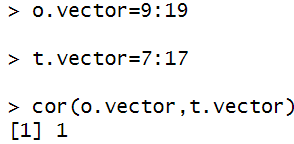 > o.vector=9:19
> t.vector=7:17
> cor(o.vector,t.vector)
[1] 1